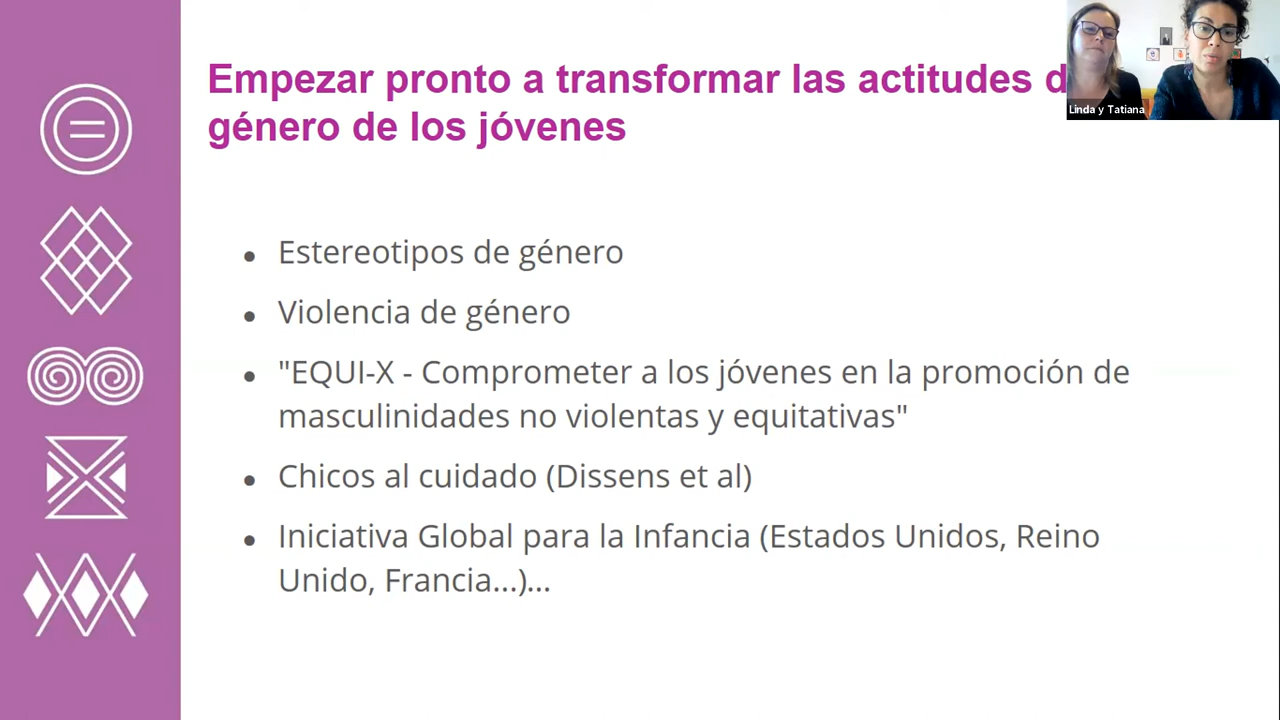 Empezar pronto a transformar las actitudes
género de los jóvenes
Linda y Tatiana
• Estereotipos de género
• Violencia de género
• "EQUI-X - Comprometer a los jóvenes en la promoción de
masculinidades no violentas y equitativas"
• Chicos al cuidado (Dissens et al)
• Iniciativa Global para la Infancia (Estados Unidos, Reino
Unido, Francia...)...